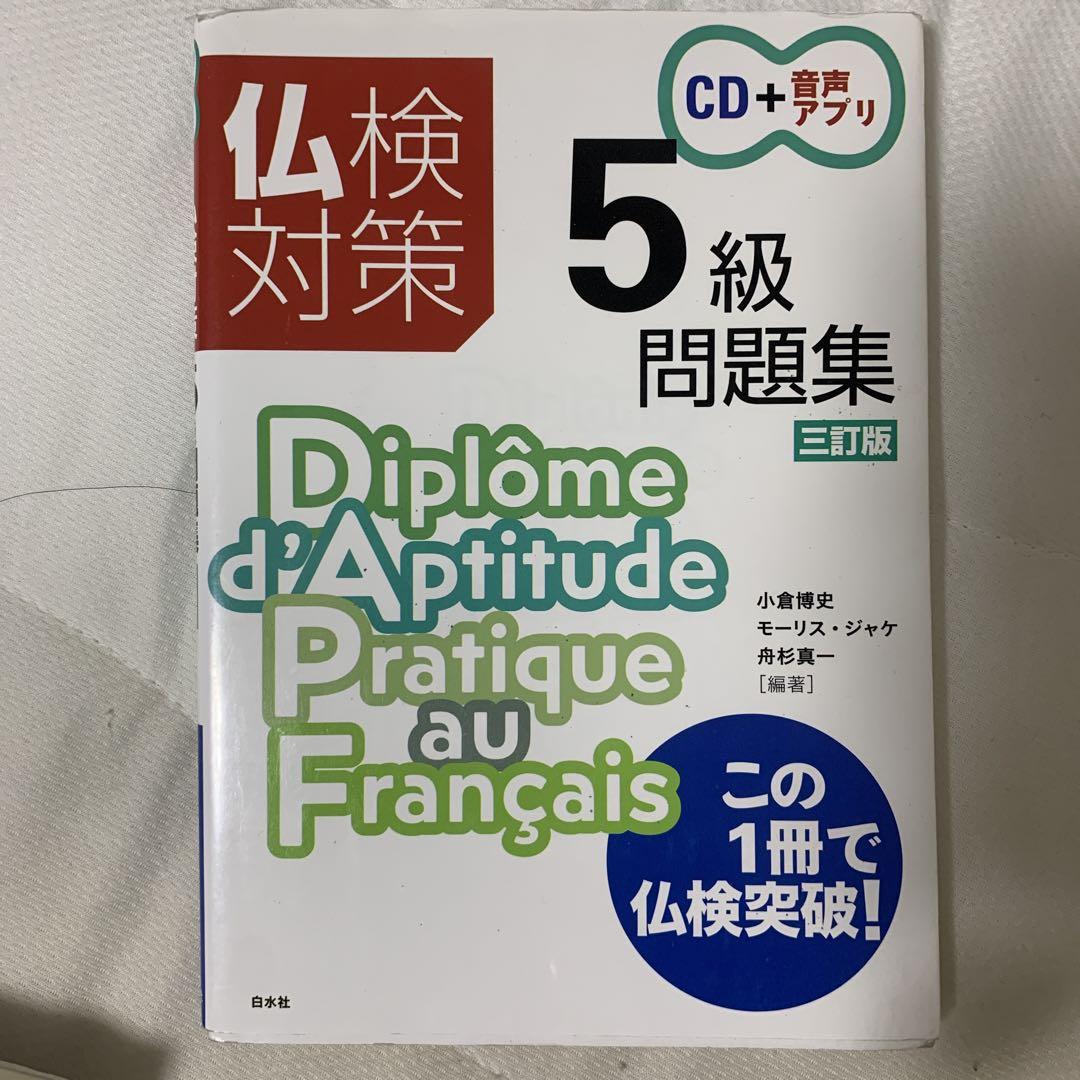 仏検
対策
CD+音声
アプリ
5級
問題集
三訂版
Diplôme
d'Aptitude
Pratique
au
Français
小倉博史
モーリス・ジャケ
舟杉真一
［編著］
この
1冊で
仏検突破!
白水社